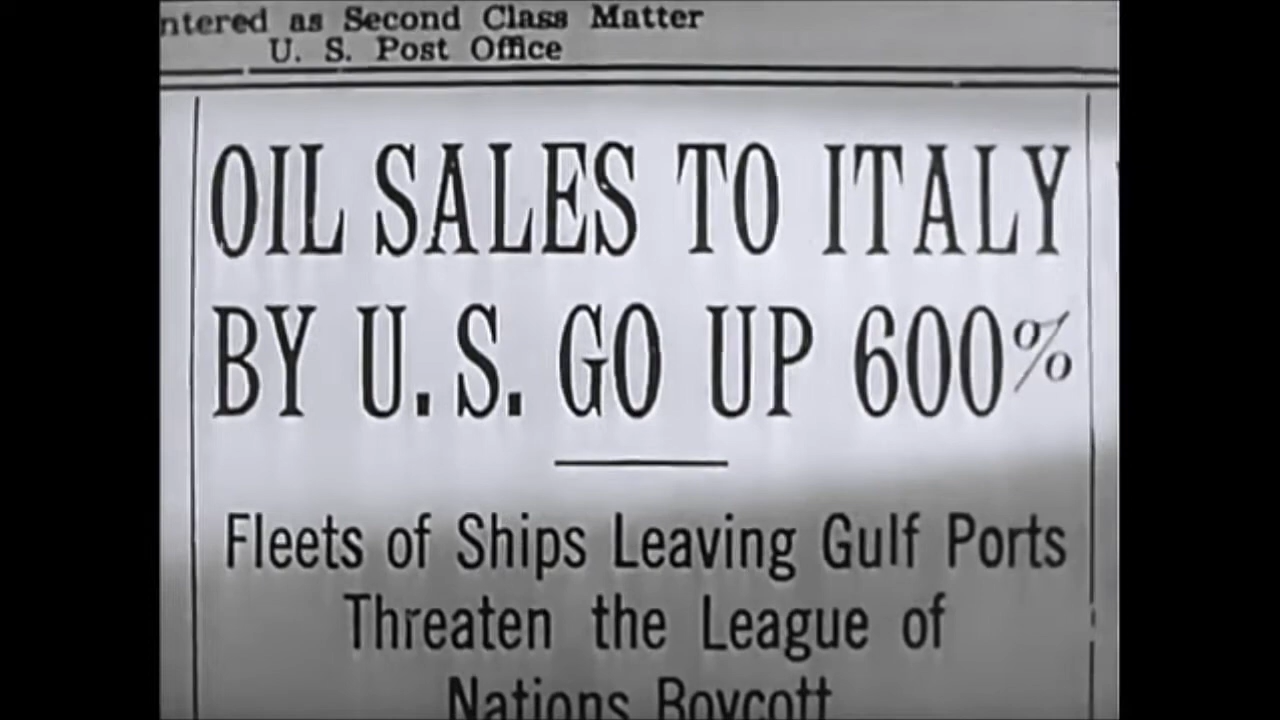 ntered as Second Class Matter
U. S. Post Office
OIL SALES TO ITALY
BY U.S. GO UP 600%
Fleets of Ships Leaving Gulf Ports
Threaten the League of
Nations Boycott